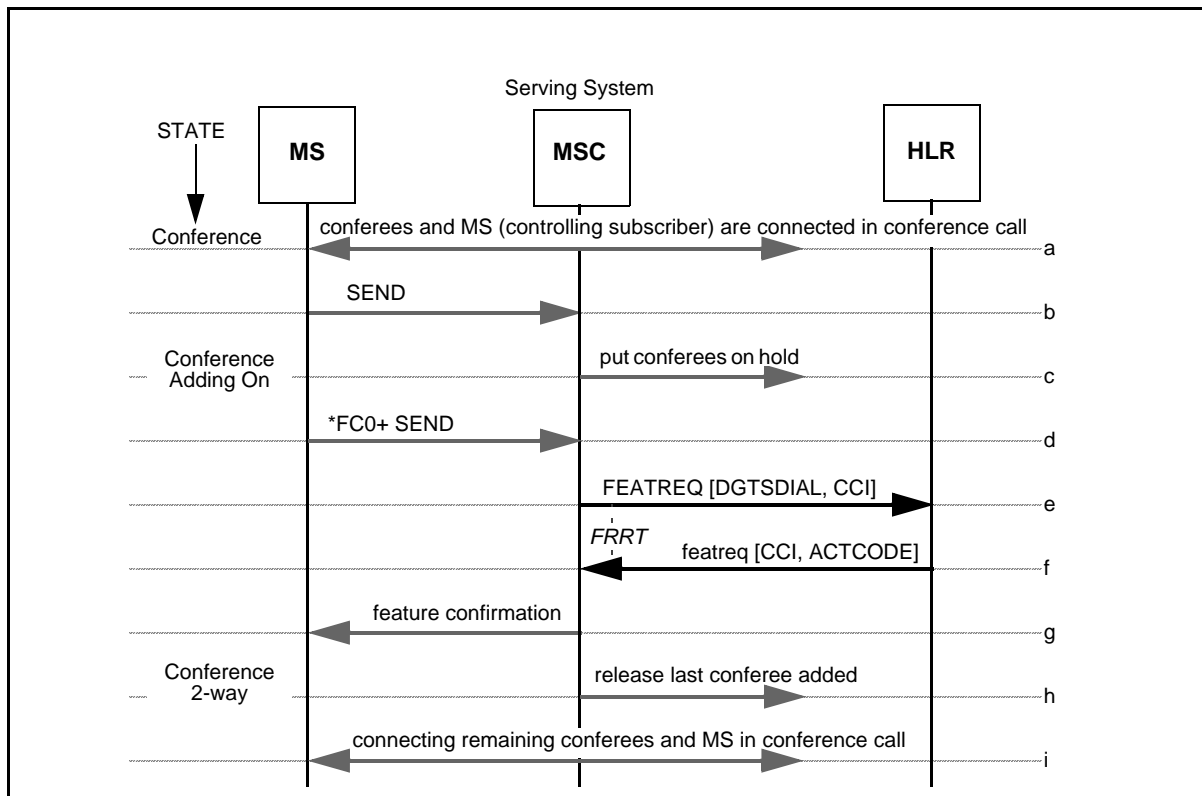 Serving System
STATE
MS
MSC
HLR
conferees and MS (controlling subscriber) are connected in conference call
Conference
a
SEND
b
Conference
Adding On
put conferees on hold
c
*FC0+ SEND
d
FEATREQ [DGTSDIAL, CCI]
e
FRRT
featreq [CCI, ACTCODE]
f
feature confirmation
g
Conference
2-way
release last conferee added
h
connecting remaining conferees and MS in conference call
i